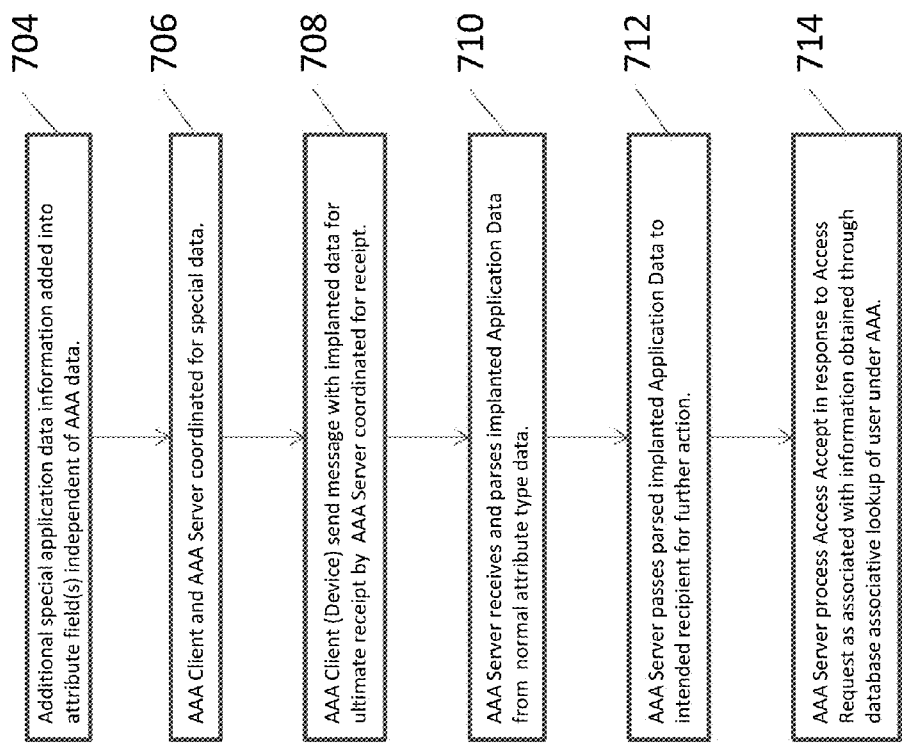 704
Additional special application data information added into
attribute field(s) independent of AAA data.
706
AAA Client and AAA Server coordinated for special data.
708
AAA Client (Device) send message with implanted data for
ultimate receipt by AAA Server coordinated for receipt.
710
AAA Server receives and parses implanted Application Data
from normal attribute type data.
712
AAA Server passes parsed implanted Application Data to
intended recipient for further action.
714
AAA Server process Access Accept in response to Access
Request as associated with information obtained through
database associative lookup of user under AAA.